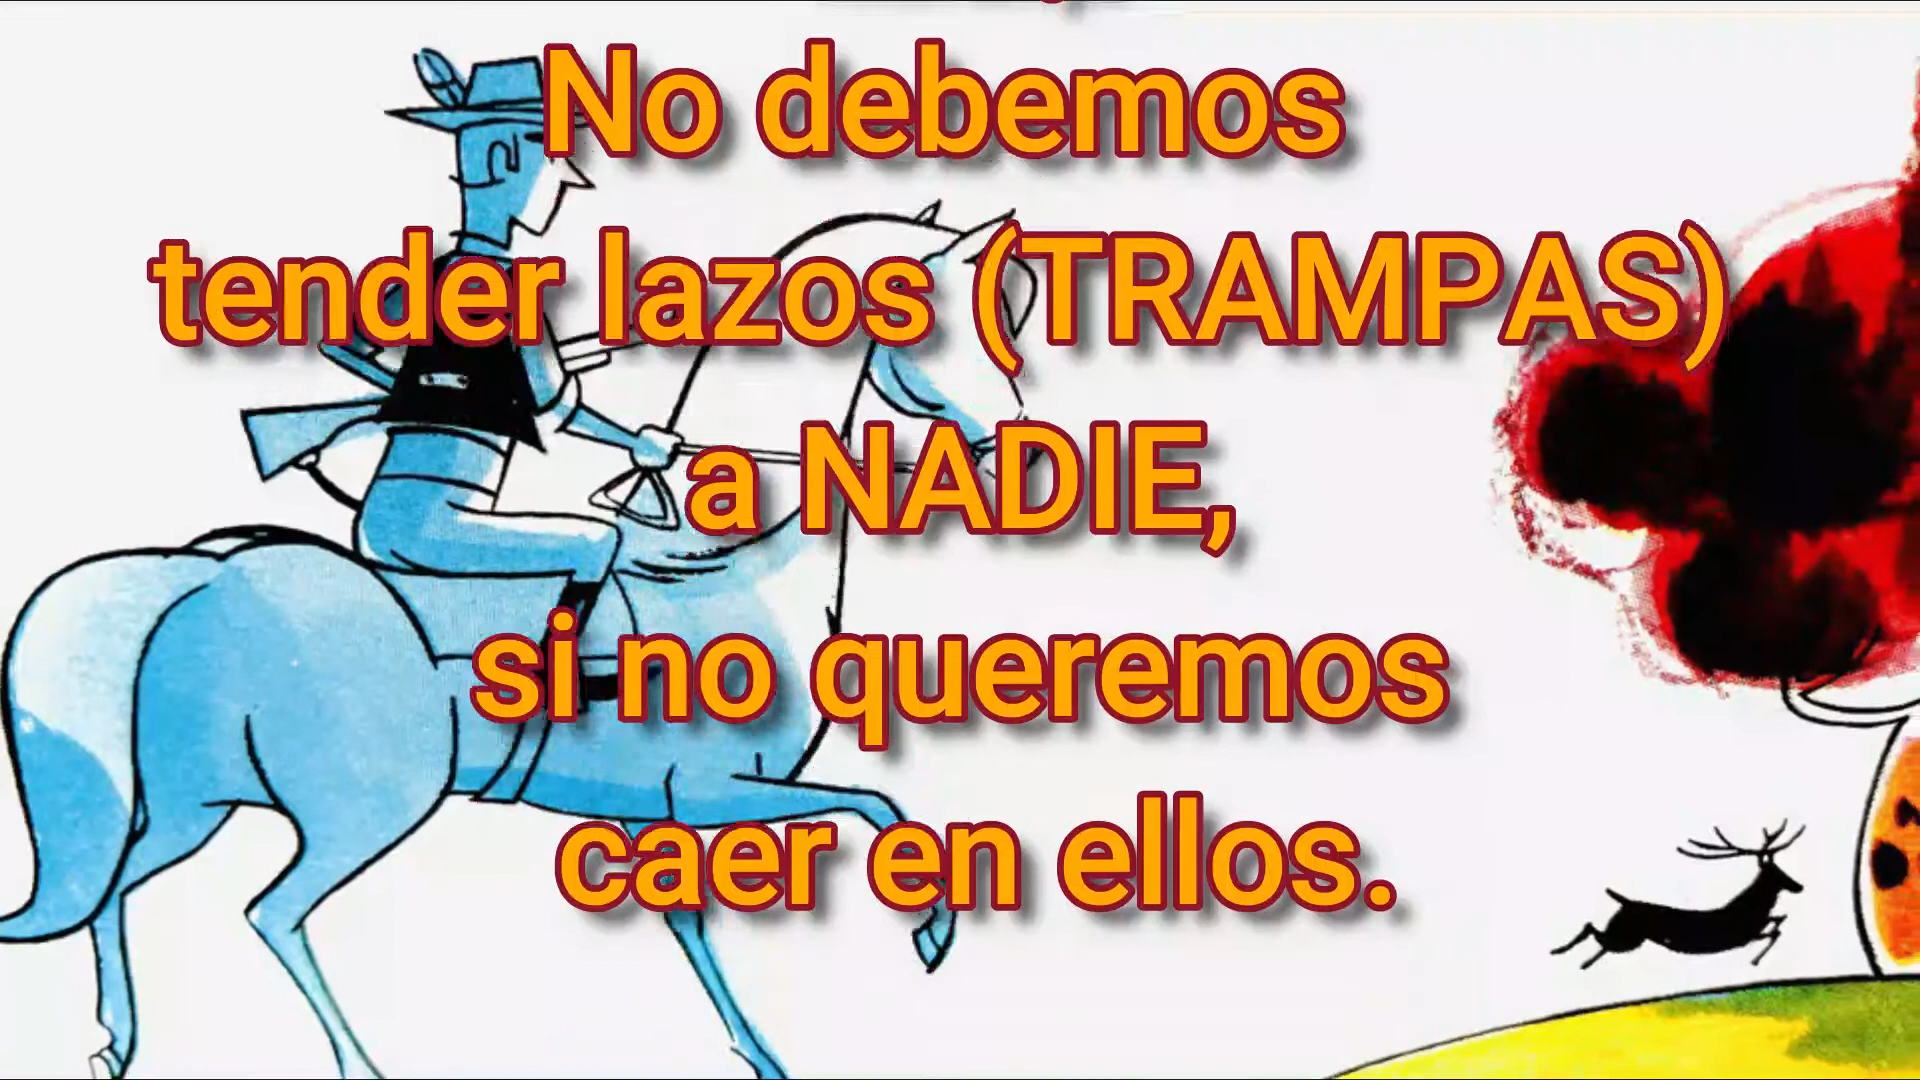 No debemos
tender lazos (TRAMPAS)
a NADIE,
si no queremos
caer en ellos.